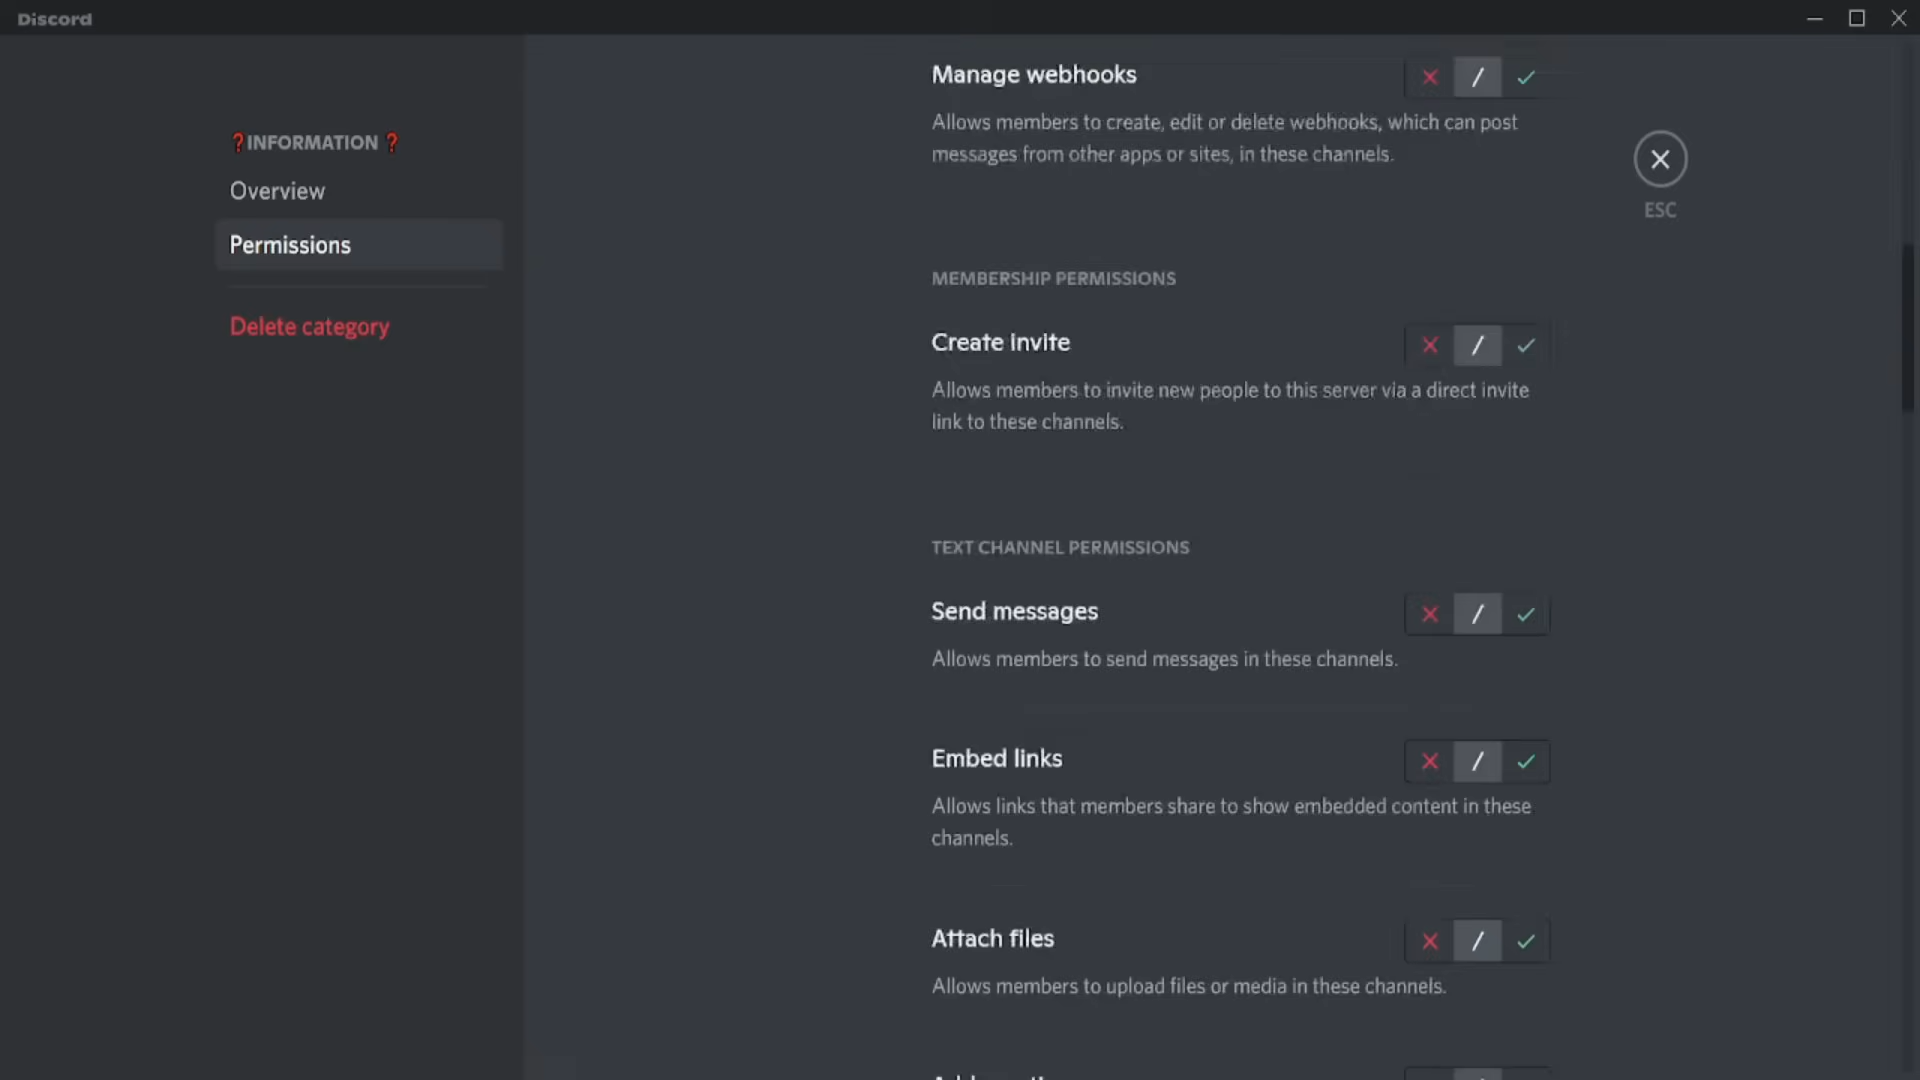 Discord
❓INFORMATION❓
Overview
Permissions
Delete category
Manage webhooks
Allows members to create, edit or delete webhooks, which can post
messages from other apps or sites, in these channels.
ESC
MEMBERSHIP PERMISSIONS
Create invite
Allows members to invite new people to this server via a direct invite
link to these channels.
TEXT CHANNEL PERMISSIONS
Send messages
Allows members to send messages in these channels.
Embed links
Allows links that members share to show embedded content in these
channels.
Attach files
Allows members to upload files or media in these channels.